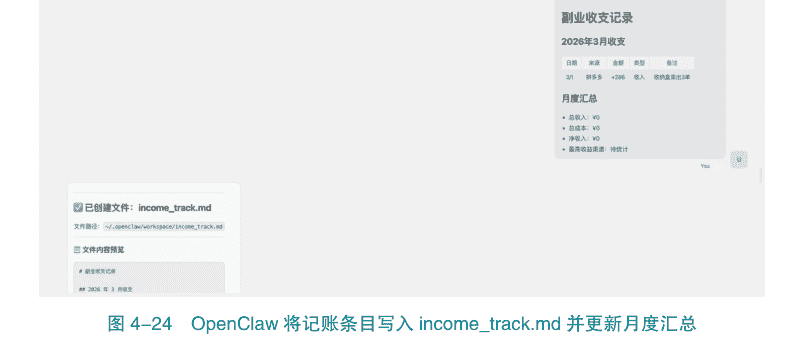 副业收支记录
2026年3月收支
日期 来源 金额 类型 备注
3/1 拼多多 +286 收入 收纳盒卖出3单
月度汇总
• 总收入：¥0
• 总成本：¥0
• 净收入：¥0
• 最高收益渠道：待统计
You
U
☑ 已创建文件：income_track.md
文件路径：~/.openclaw/workspace/income_track.md
文件内容预览
# 副业收支记录
## 2026 年 3 月收支
图 4-24 OpenClaw 将记账条目写入 income_track.md 并更新月度汇总